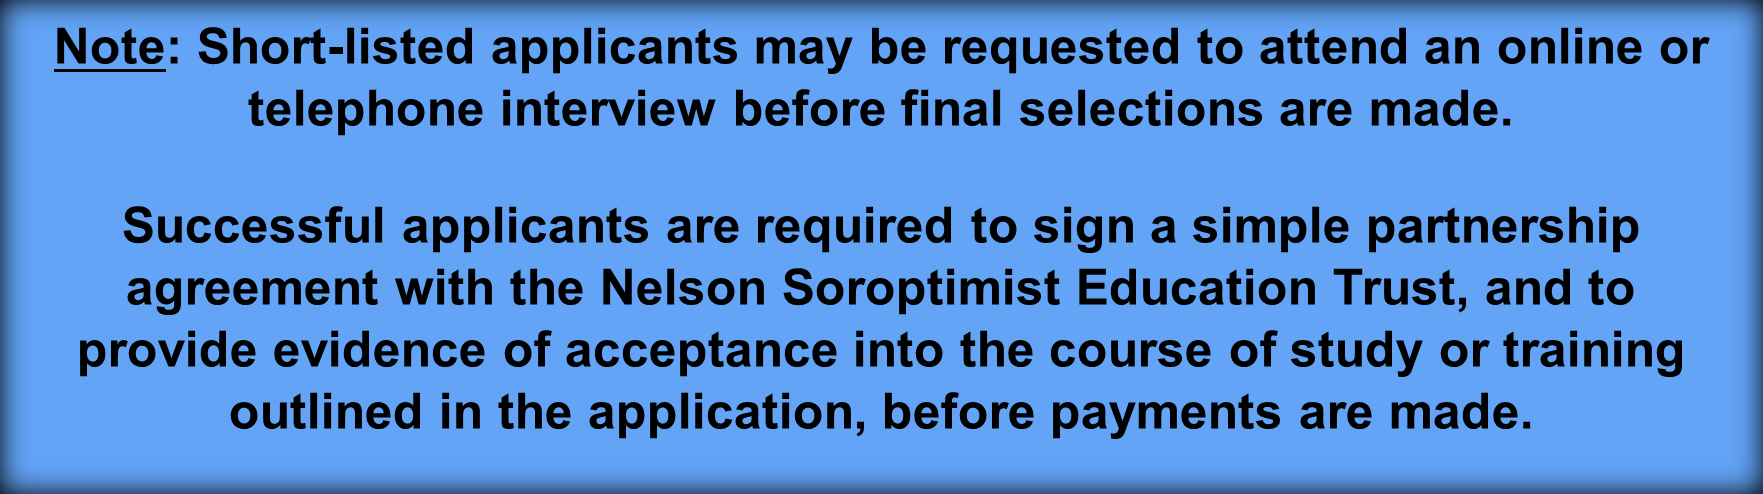 Note: Short-listed applicants may be requested to attend an online or
telephone interview before final selections are made.
Successful applicants are required to sign a simple partnership
agreement with the Nelson Soroptimist Education Trust, and to
provide evidence of acceptance into the course of study or training
outlined in the application, before payments are made.